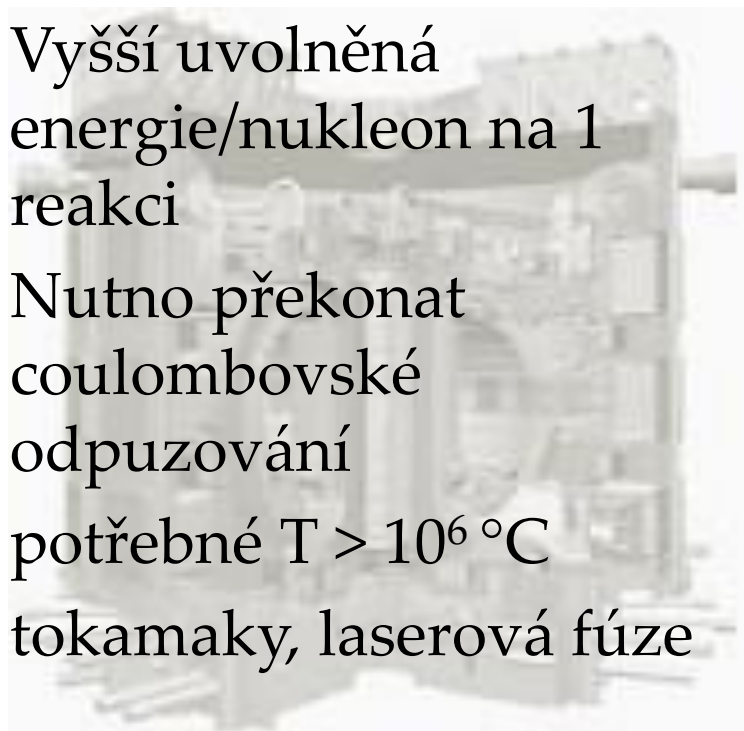 Vyšší uvolněná
energie/nukleon na 1
reakci
Nutno překonat
coulombovské
odpuzování
potřebné T > 10⁶ °C
tokamaky, laserová fúze